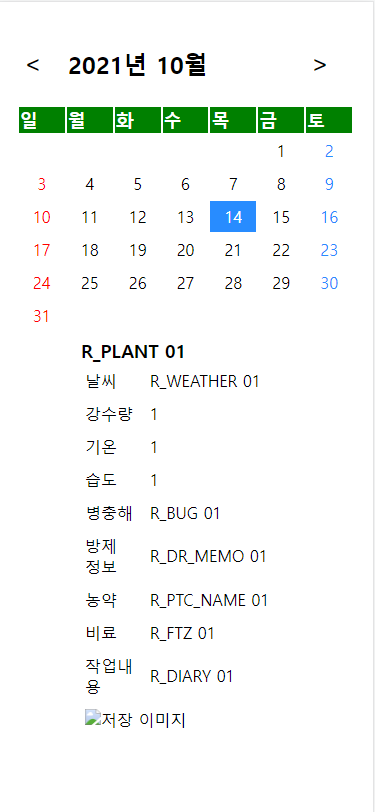 < 2021년 10월 >
일 월 화 수 목 금 토
1 2
3 4 5 6 7 8 9
10 11 12 13 14 15 16
17 18 19 20 21 22 23
24 25 26 27 28 29 30
31
R_PLANT 01
날씨 R_WEATHER 01
강수량 1
기온 1
습도 1
병충해 R_BUG 01
방제
정보 R_DR_MEMO 01
농약 R_PTC_NAME 01
비료 R_FTZ 01
작업내
용 R_DIARY 01
저장 이미지